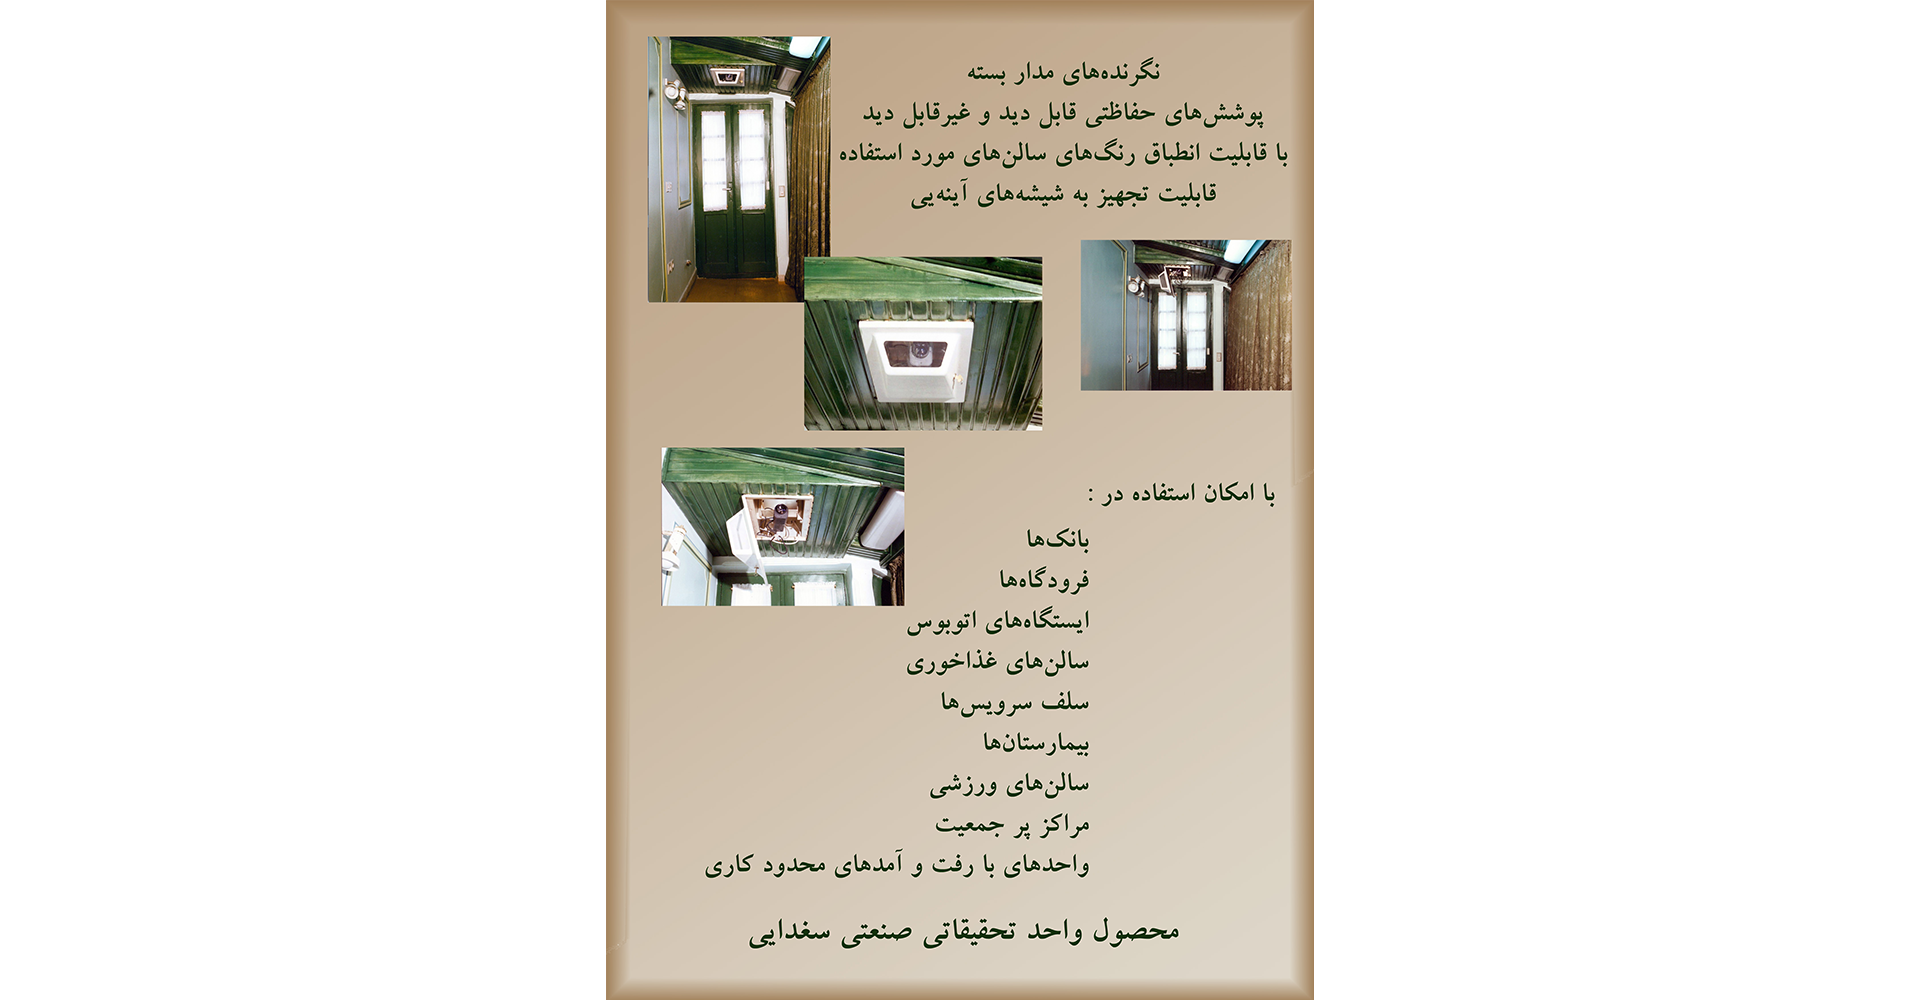 نگرنده‌های مدار بسته
پوشش‌های حفاظتی قابل دید و غیرقابل دید
با قابلیت انطباق رنگ‌های سالن‌های مورد استفاده
قابلیت تجهیز به شیشه‌های آینه‌یی
با امکان استفاده در :
بانک‌ها
فرودگاه‌ها
ایستگاه‌های اتوبوس
سالن‌های غذاخوری
سلف سرویس‌ها
بیمارستان‌ها
سالن‌های ورزشی
مراکز پر جمعیت
واحدهای با رفت و آمدهای محدود کاری
محصول واحد تحقیقاتی صنعتی سغدایی